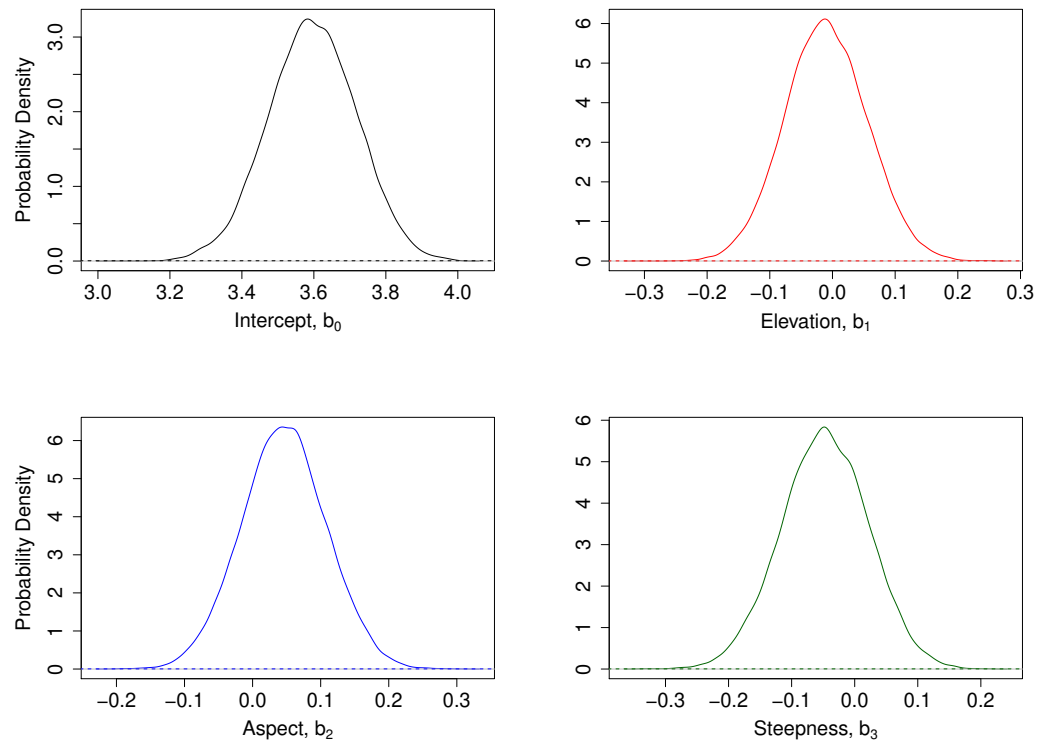 Probability Density
0.0 1.0 2.0 3.0
3.0 3.2 3.4 3.6 3.8 4.0
Intercept, b₀
0 1 2 3 4 5 6
−0.3 −0.2 −0.1 0.0 0.1 0.2 0.3
Elevation, b₁
Probability Density
0 1 2 3 4 5 6
−0.2 −0.1 0.0 0.1 0.2 0.3
Aspect, b₂
0 1 2 3 4 5 6
−0.3 −0.2 −0.1 0.0 0.1 0.2
Steepness, b₃